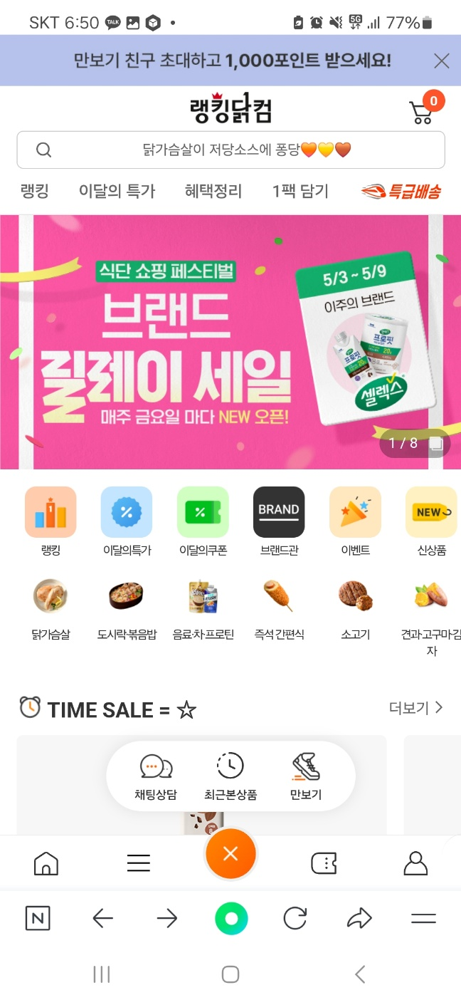 SKT 6:50 TALK
5G 77%
만보기 친구 초대하고 1,000포인트 받으세요!
랭킹닭컴
0
닭가슴살이 저당소스에 퐁당🧡💛🤎
랭킹 이달의 특가 혜택정리 1팩 담기 특급배송
식단 쇼핑 페스티벌
브랜드
릴레이 세일
매주 금요일 마다 NEW 오픈!
5/3 ~ 5/9
이주의 브랜드
프로핏
프로핏
셀렉스
1 / 8
BRAND NEW
랭킹 이달의특가 이달의쿠폰 브랜드관 이벤트 신상품
닭가슴살 도시락·볶음밥 음료·차·프로틴 즉석 간편식 소고기 견과·고구마·감
자
TIME SALE = ☆ 더보기
채팅상담 최근본상품 만보기
N